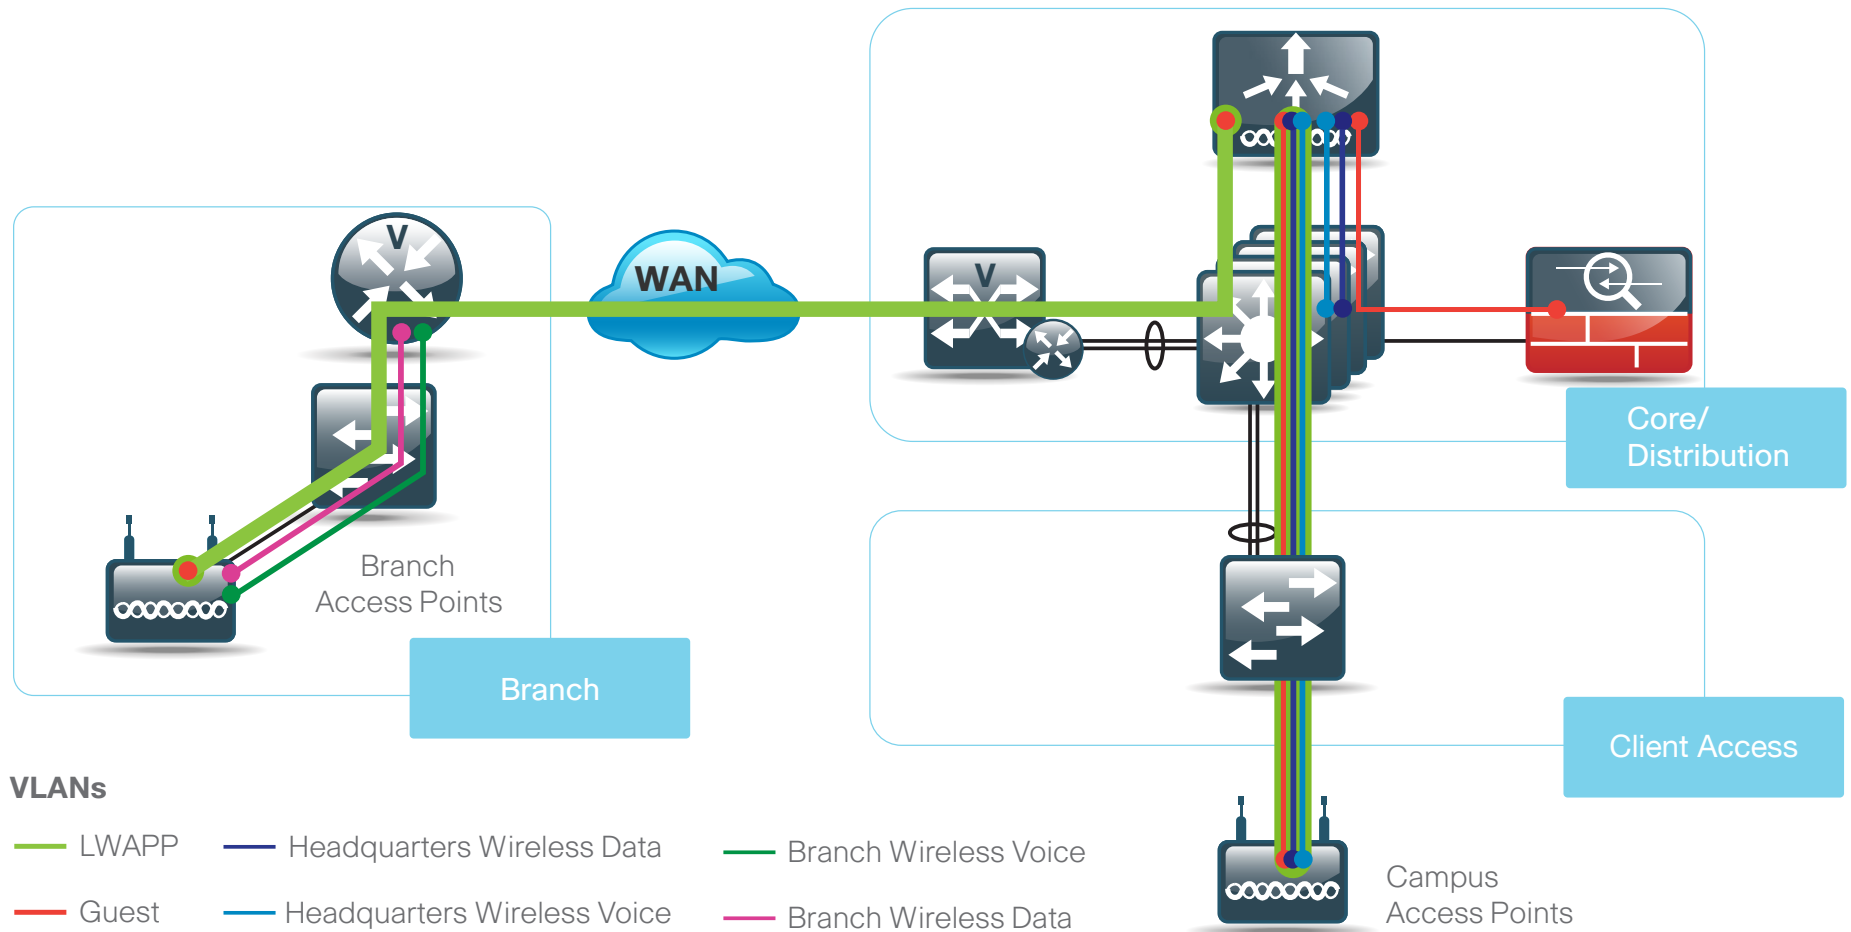 V
WAN
V
Core/
Distribution
Branch
Access Points
Branch
Client Access
VLANs
LWAPP
Headquarters Wireless Data
Branch Wireless Voice
Guest
Headquarters Wireless Voice
Branch Wireless Data
Campus
Access Points